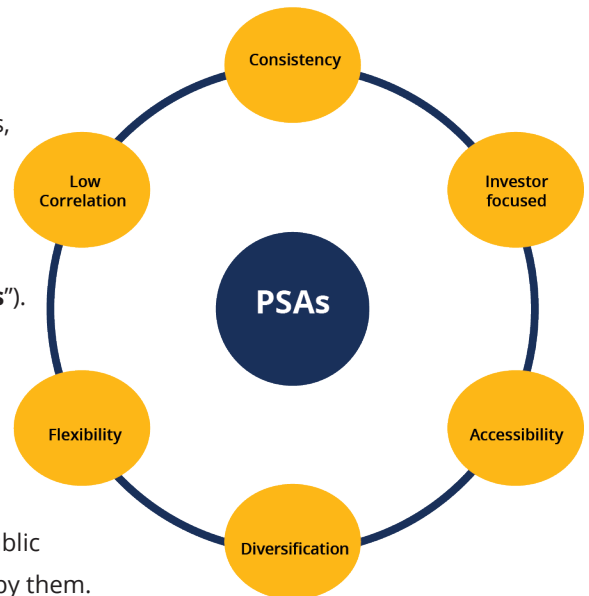 Consistency
s,
Low
Correlation
Investor
focused
s”).
PSAs
Flexibility
Accessibility
blic
Diversification
by them.